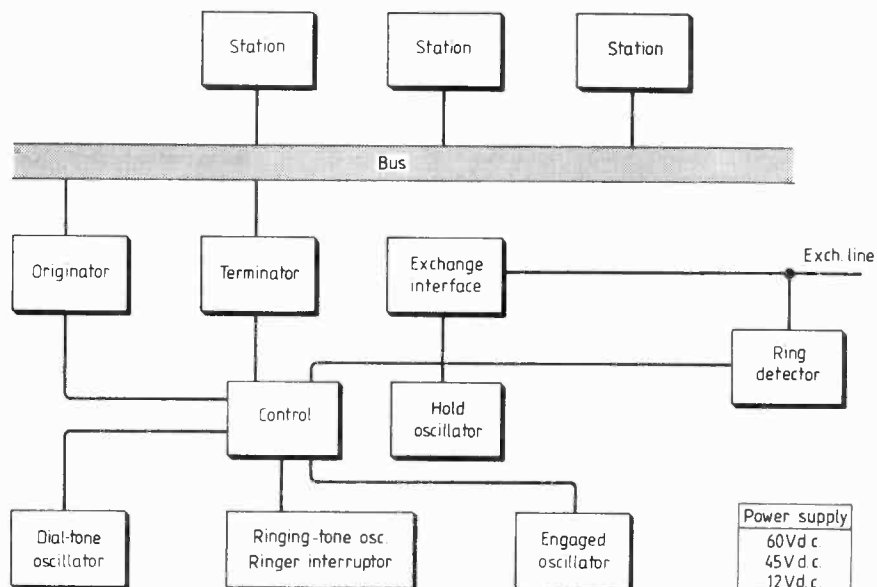 Station
Station
Station
Bus
Originator
Terminator
Exchange
interface
Exch. line
Ring
detector
Control
Hold
oscillator
Dial-tone
oscillator
Ringing-tone osc.
Ringer interruptor
Engaged
oscillator
Power supply
60V d.c.
45V d.c.
12V d.c.